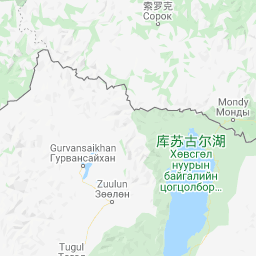 索罗克
Сорок
Mondy
Монды
库苏古尔湖
Хөвсгөл
нуурын
байгалийн
цогцолбор...
Gurvansaikhan
Гурвансайхан
Zuulun
Зөөлөн
Tugul